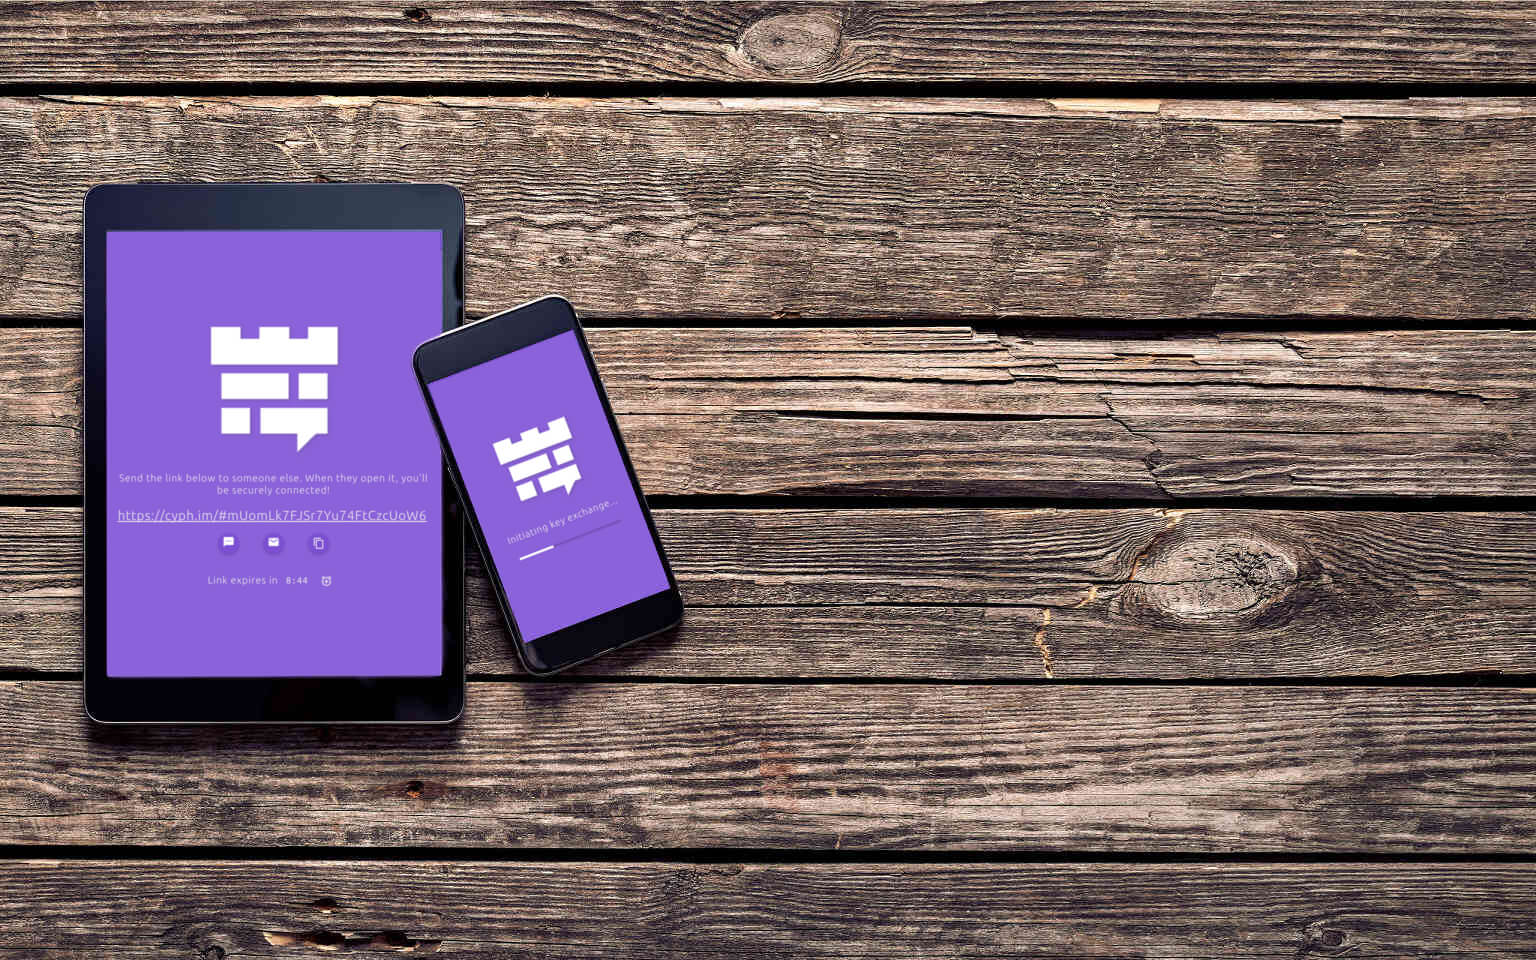 Send the link below to someone else. When they open it, you'll
be securely connected!
https://cyph.im/#mUomLk7FJSr7Yu74FtCzcUoW6
Link expires in 8:44
Initiating key exchange...